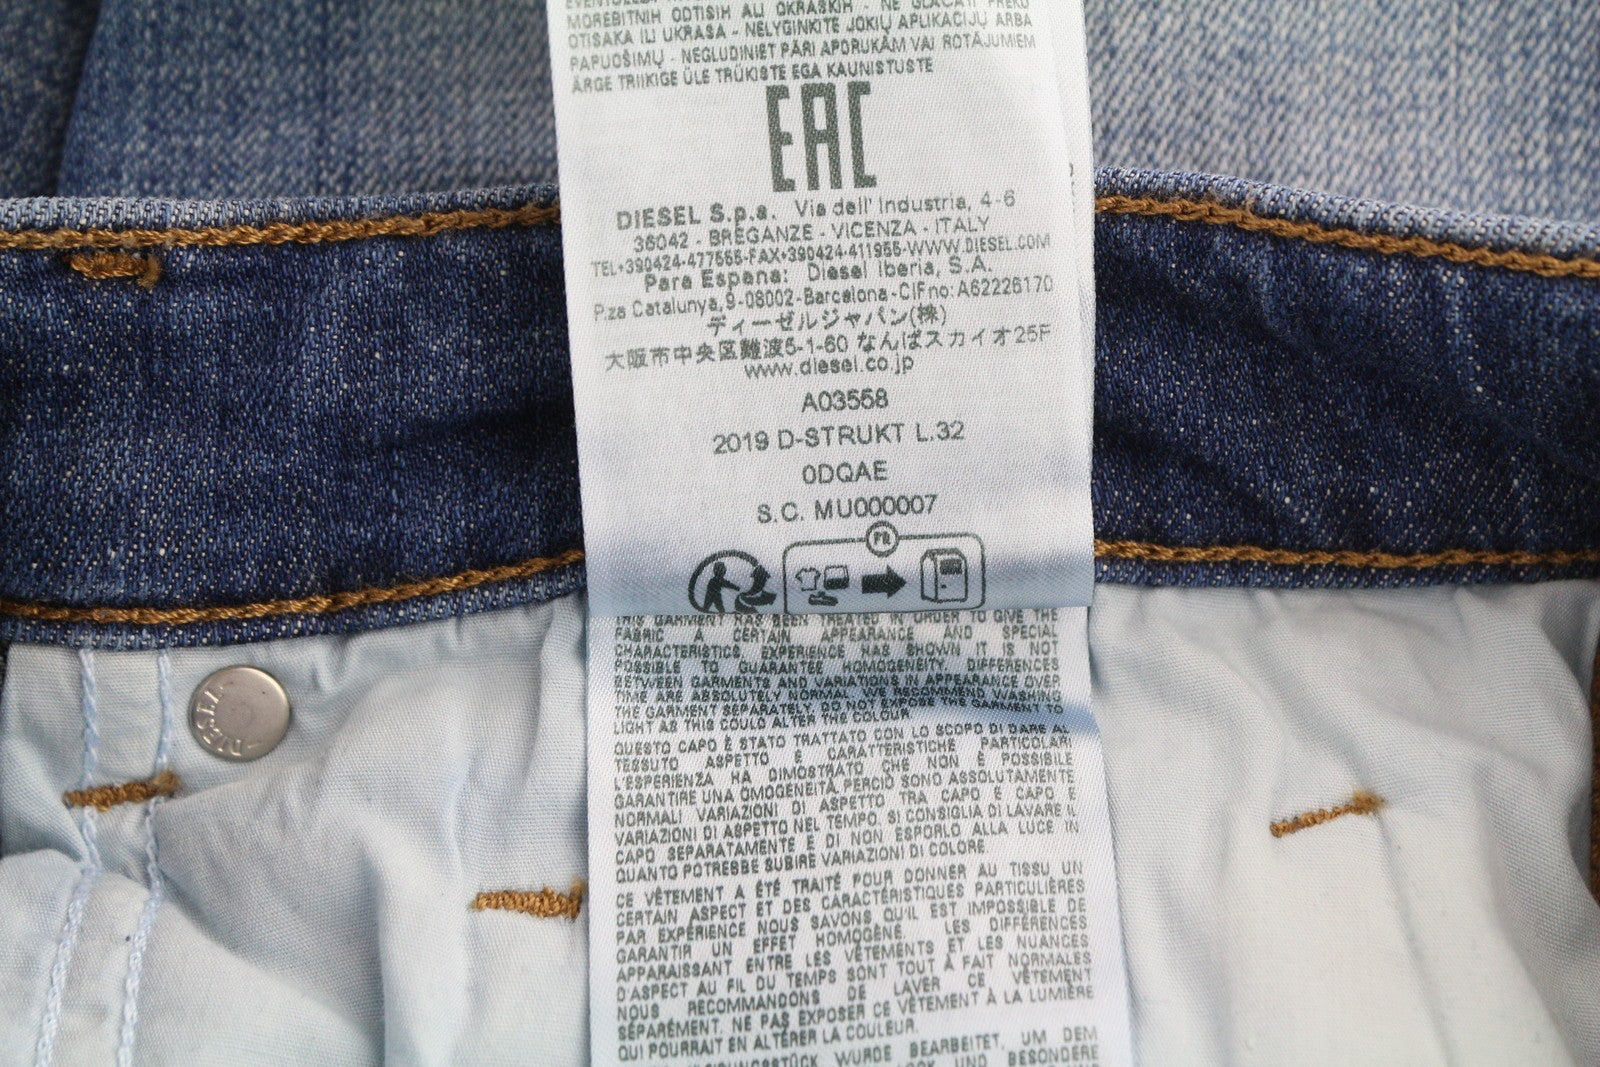 MOREBITNIH ODTISIH ALI OKRASKIH - NE GLAČATI PREKO
OTISAKA ILI UKRASA - NELYGINKITE JOKIŲ APLIKACIJŲ ARBA
PAPUOŠIMŲ - NEGLUDINIET PĀRI APDRUKĀM VAI ROTĀJUMIEM
ÄRGE TRIIKIGE ÜLE TRÜKISTE EGA KAUNISTUSTE
EAC
DIESEL S.p.a. Via dell' Industria, 4-6
36042 - BREGANZE - VICENZA - ITALY
TEL+390424-477555-FAX+390424-411955-WWW.DIESEL.COM
Para Espana: Diesel Iberia, S.A.
P.za Catalunya,9-08002-Barcelona-CIFno:A62226170
ディーゼルジャパン(株)
大阪市中央区難波5-1-60 なんばスカイオ25F
www.diesel.co.jp
A03558
2019 D-STRUKT L.32
0DQAE
S.C. MU000007
FR
THIS GARMENT HAS BEEN TREATED IN ORDER TO GIVE THE
FABRIC A CERTAIN APPEARANCE AND SPECIAL
CHARACTERISTICS. EXPERIENCE HAS SHOWN IT IS NOT
POSSIBLE TO GUARANTEE HOMOGENEITY. DIFFERENCES
BETWEEN GARMENTS AND VARIATIONS IN APPEARANCE OVER
TIME ARE ABSOLUTELY NORMAL. WE RECOMMEND WASHING
THE GARMENT SEPARATELY. DO NOT EXPOSE THE GARMENT TO
LIGHT AS THIS COULD ALTER THE COLOUR.
QUESTO CAPO È STATO TRATTATO CON LO SCOPO DI DARE AL
TESSUTO ASPETTO E CARATTERISTICHE PARTICOLARI
L'ESPERIENZA HA DIMOSTRATO CHE NON È POSSIBILE
GARANTIRE UNA OMOGENEITÀ, PERCIÒ SONO ASSOLUTAMENTE
NORMALI VARIAZIONI DI ASPETTO TRA CAPO E CAPO E
VARIAZIONI DI ASPETTO NEL TEMPO. SI CONSIGLIA DI LAVARE IL
CAPO SEPARATAMENTE E DI NON ESPORLO ALLA LUCE IN
QUANTO POTREBBE SUBIRE VARIAZIONI DI COLORE.
CE VÊTEMENT A ÉTÉ TRAITÉ POUR DONNER AU TISSU UN
CERTAIN ASPECT ET DES CARACTÉRISTIQUES PARTICULIÈRES
PAR EXPÉRIENCE NOUS SAVONS QU'IL EST IMPOSSIBLE DE
GARANTIR UN EFFET HOMOGÈNE. LES DIFFÉRENCES
APPARAISSANT ENTRE LES VÊTEMENTS ET LES NUANCES
D'ASPECT AU FIL DU TEMPS SONT TOUT À FAIT NORMALES
NOUS RECOMMANDONS DE LAVER CE VÊTEMENT
SÉPARÉMENT. NE PAS EXPOSER CE VÊTEMENT À LA LUMIÈRE
QUI POURRAIT EN ALTÉRER LA COULEUR.
WURDE BEARBEITET, UM DEM
LOOK UND BESONDERE
DIESEL